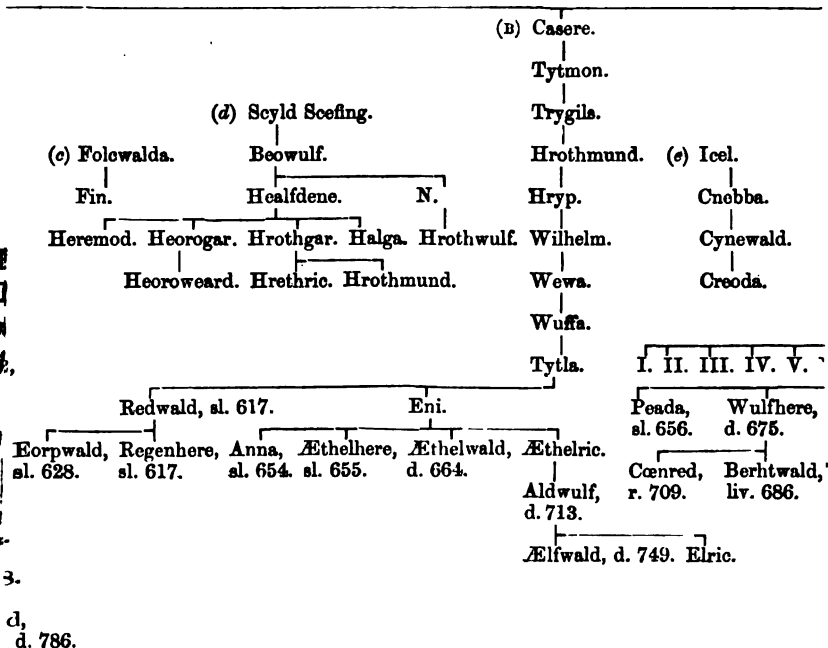 (B) Casere.
Tytmon.
(d) Scyld Scefing. Trygils.
(c) Folcwalda. Beowulf. Hrothmund. (e) Icel.
Fin. Healfdene. N. Hryp. Cnebba.
Heremod. Heorogar. Hrothgar. Halga. Hrothwulf. Wilhelm. Cynewald.
Heoroweard. Hrethric. Hrothmund. Wewa. Creoda.
Wuffa.
Tytla. I. II. III. IV. V.
Redwald, sl. 617. Eni. Peada, Wulfhere,
sl. 656. d. 675.
Eorpwald, Regenhere, Anna, Æthelhere, Æthelwald, Æthelric.
sl. 628. sl. 617. sl. 654. sl. 655. d. 664.
Cœnred, Berhtwald,
r. 709. liv. 686.
Aldwulf,
d. 713.
Ælfwald, d. 749. Elric.
3.
d,
d. 786.